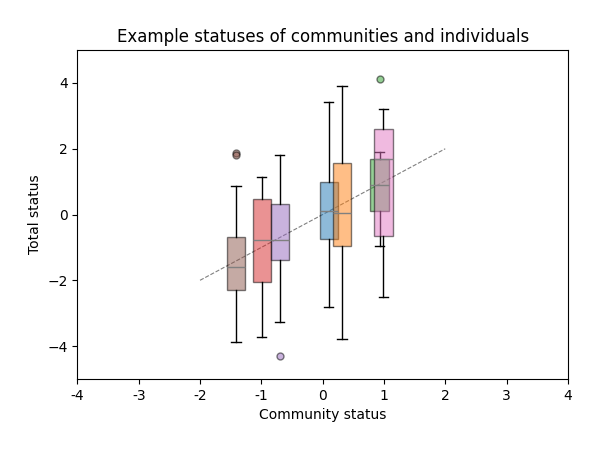 Example statuses of communities and individuals
Total status
4
2
0
−2
−4
-4 -3 -2 -1 0 1 2 3 4
Community status